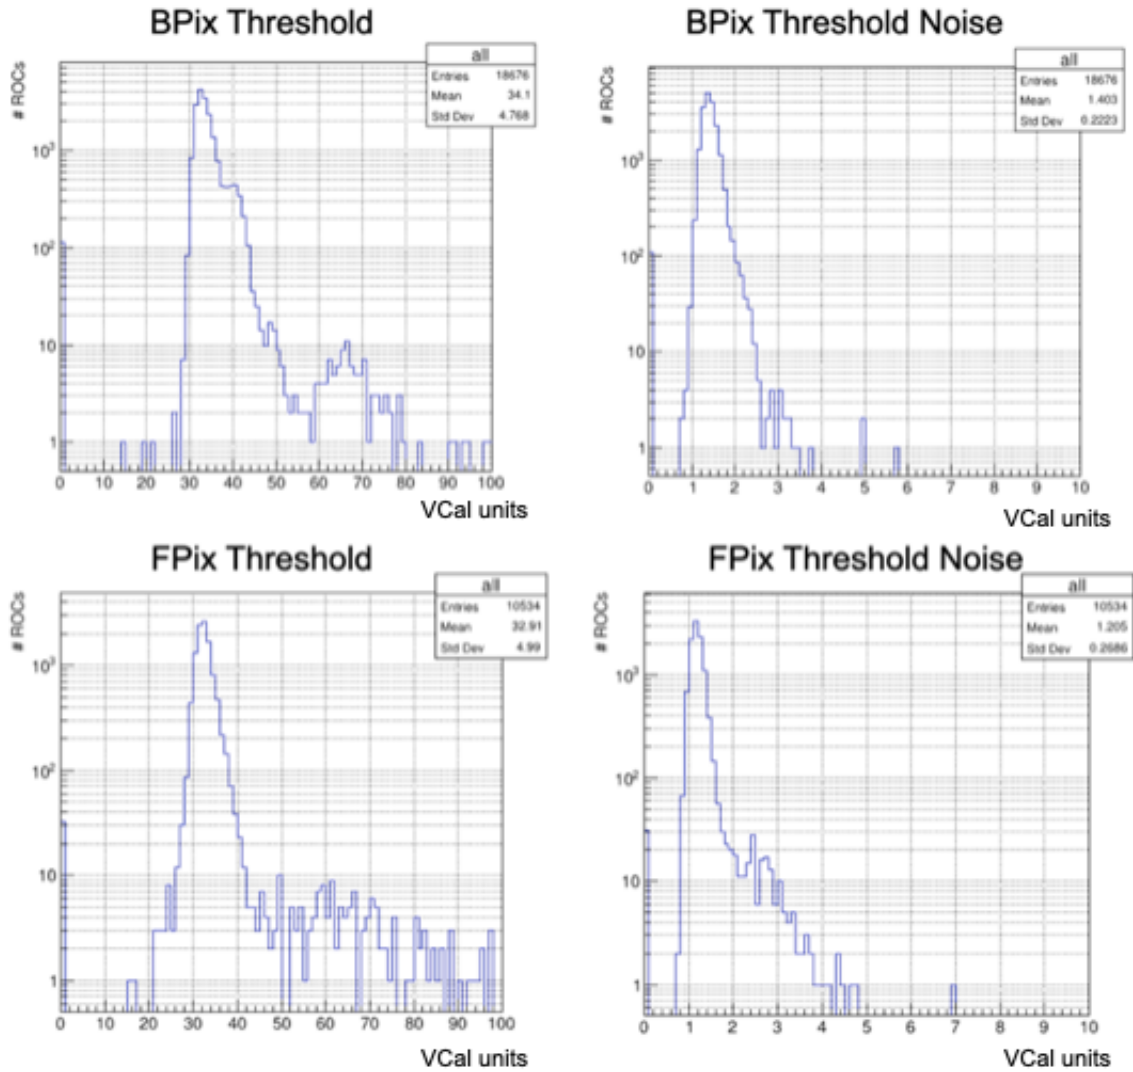 BPix Threshold
all
Entries 18676
Mean 34.1
Std Dev 4.768
# ROCs
10³
10²
10
1
0 10 20 30 40 50 60 70 80 90 100
VCal units
BPix Threshold Noise
all
Entries 18676
Mean 1.403
Std Dev 0.2223
# ROCs
10³
10²
10
1
0 1 2 3 4 5 6 7 8 9 10
VCal units
FPix Threshold
all
Entries 10534
Mean 32.91
Std Dev 4.99
# ROCs
10³
10²
10
1
0 10 20 30 40 50 60 70 80 90 100
VCal units
FPix Threshold Noise
all
Entries 10534
Mean 1.205
Std Dev 0.2686
# ROCs
10³
10²
10
1
0 1 2 3 4 5 6 7 8 9 10
VCal units